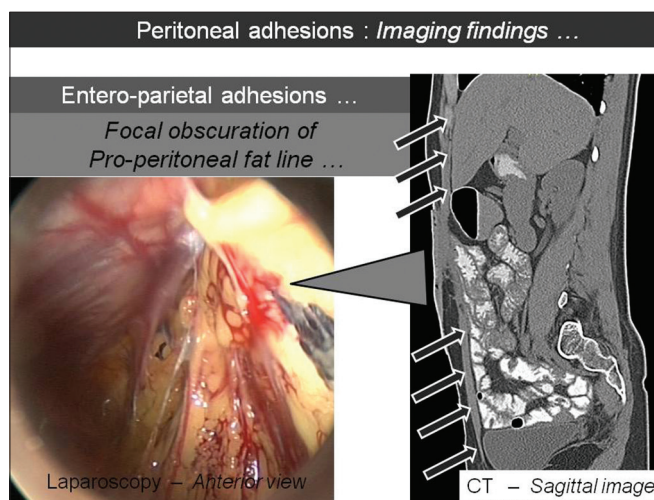 Peritoneal adhesions : Imaging findings …
Entero-parietal adhesions …
Focal obscuration of
Pro-peritoneal fat line …
Laparoscopy – Anterior view
CT – Sagittal image